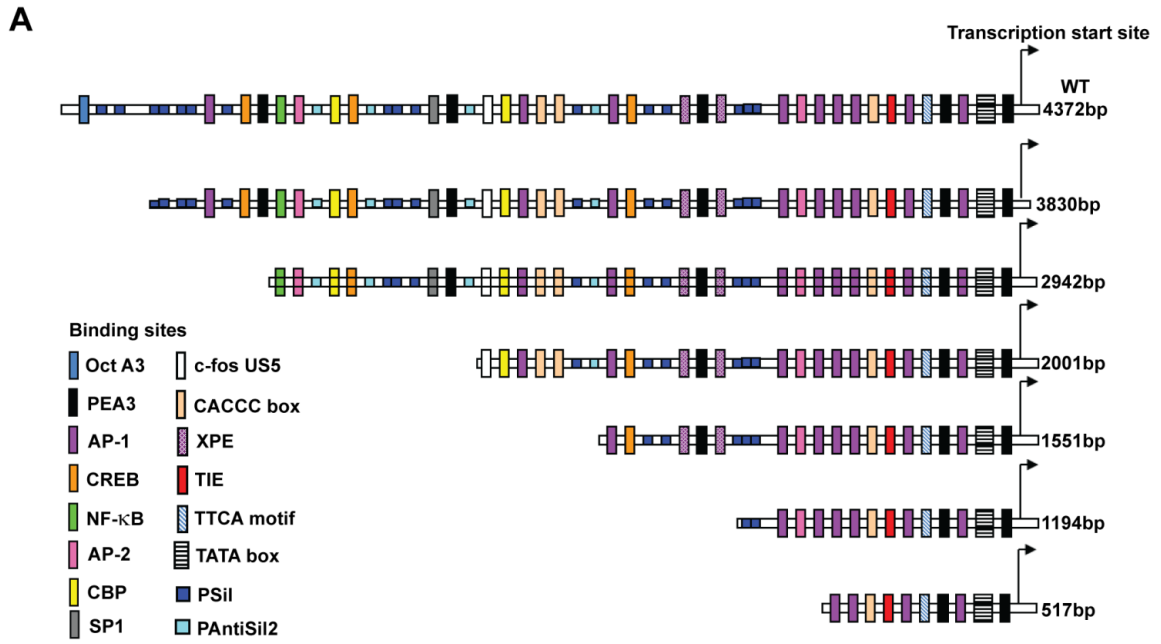 A
Transcription start site
WT
4372bp
3830bp
2942bp
2001bp
1551bp
1194bp
517bp
Binding sites
Oct A3
PEA3
AP-1
CREB
NF-κB
AP-2
CBP
SP1
c-fos US5
CACCC box
XPE
TIE
TTCA motif
TATA box
PSil
PAntiSil2